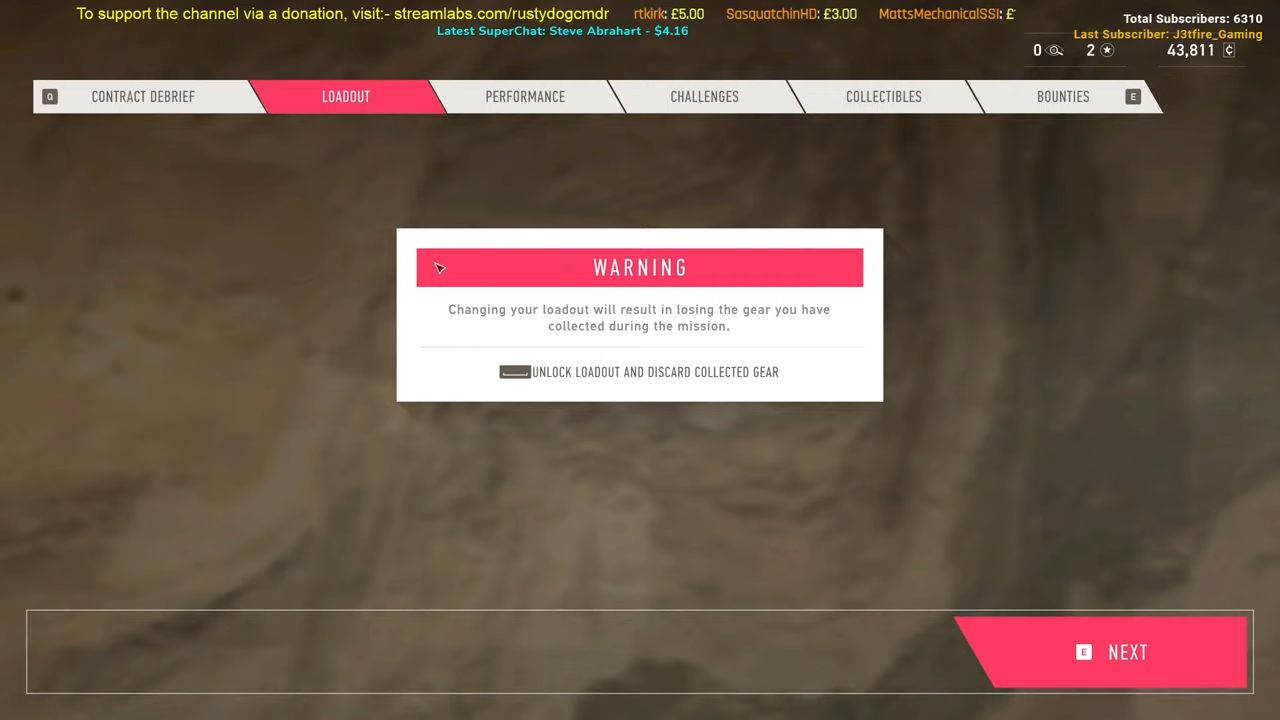 To support the channel via a donation, visit:- streamlabs.com/rustydogcmdr rtkirk: £5.00 SasquatchinHD: £3.00 MattsMechanicalSSI: £
Total Subscribers: 6310
Latest SuperChat: Steve Abrahart - $4.16
Last Subscriber: J3tfire_Gaming
0 2 43,811
Q CONTRACT DEBRIEF LOADOUT PERFORMANCE CHALLENGES COLLECTIBLES BOUNTIES E
WARNING
Changing your loadout will result in losing the gear you have
collected during the mission.
UNLOCK LOADOUT AND DISCARD COLLECTED GEAR
E NEXT